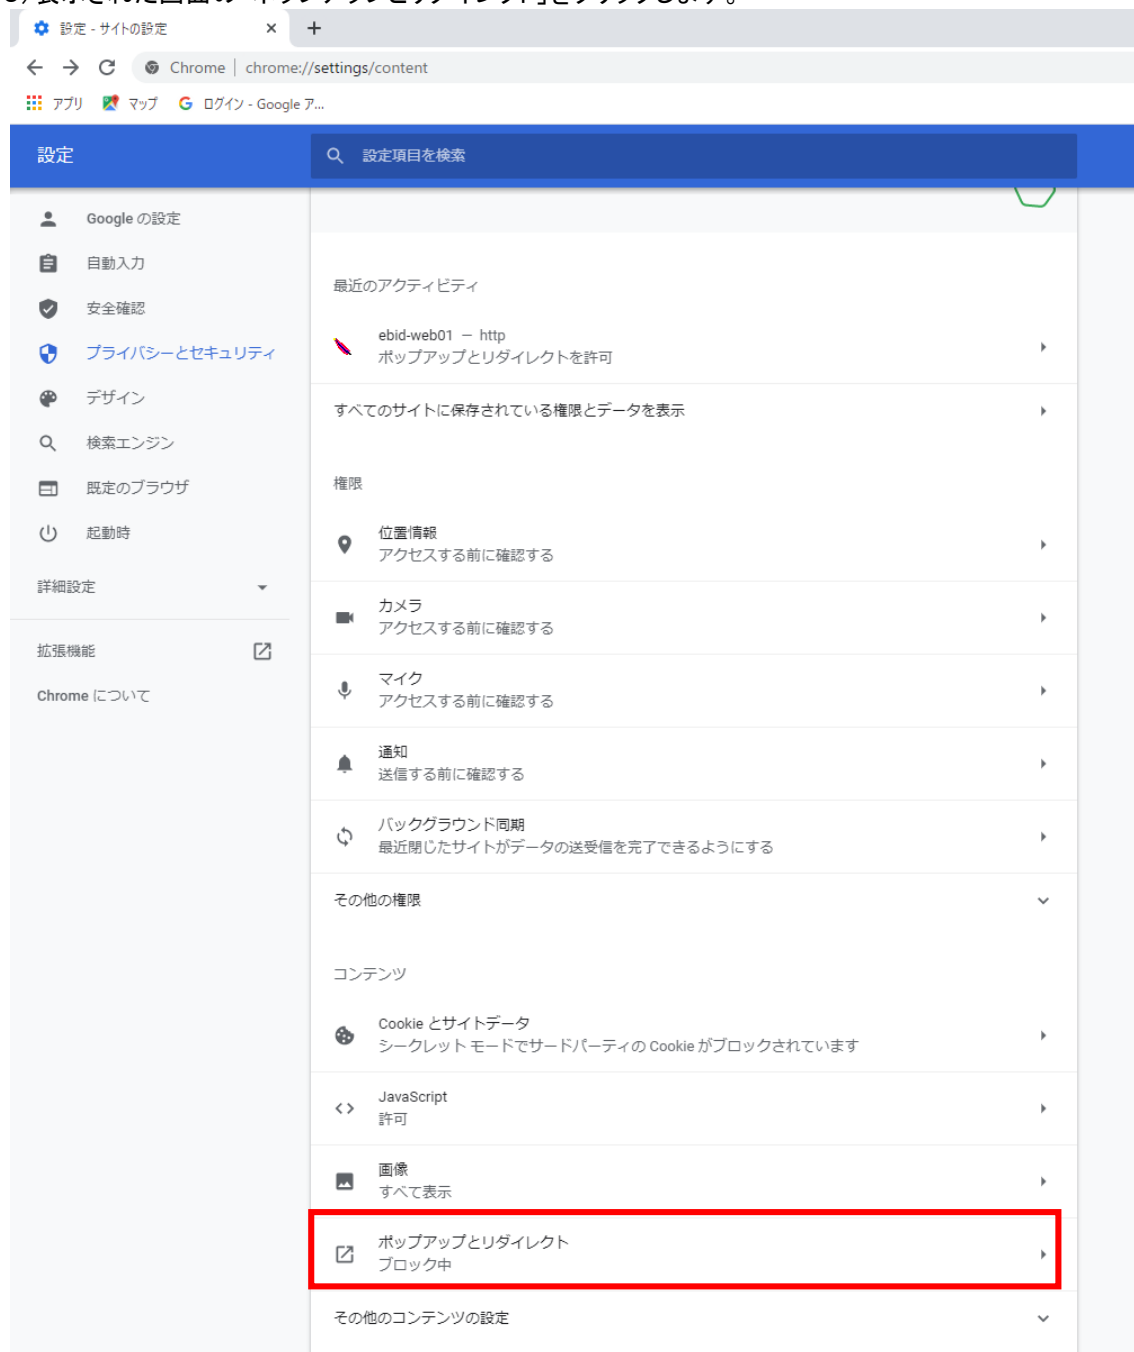 設定 - サイトの設定
Chrome | chrome://settings/content
アプリ マップ ログイン - Google ア...
設定
設定項目を検索
Google の設定
自動入力
安全確認
プライバシーとセキュリティ
デザイン
検索エンジン
既定のブラウザ
起動時
詳細設定
拡張機能
Chrome について
最近のアクティビティ
ebid-web01 － http
ポップアップとリダイレクトを許可
すべてのサイトに保存されている権限とデータを表示
権限
位置情報
アクセスする前に確認する
カメラ
アクセスする前に確認する
マイク
アクセスする前に確認する
通知
送信する前に確認する
バックグラウンド同期
最近閉じたサイトがデータの送受信を完了できるようにする
その他の権限
コンテンツ
Cookie とサイトデータ
シークレット モードでサードパーティの Cookie がブロックされています
JavaScript
許可
画像
すべて表示
ポップアップとリダイレクト
ブロック中
その他のコンテンツの設定